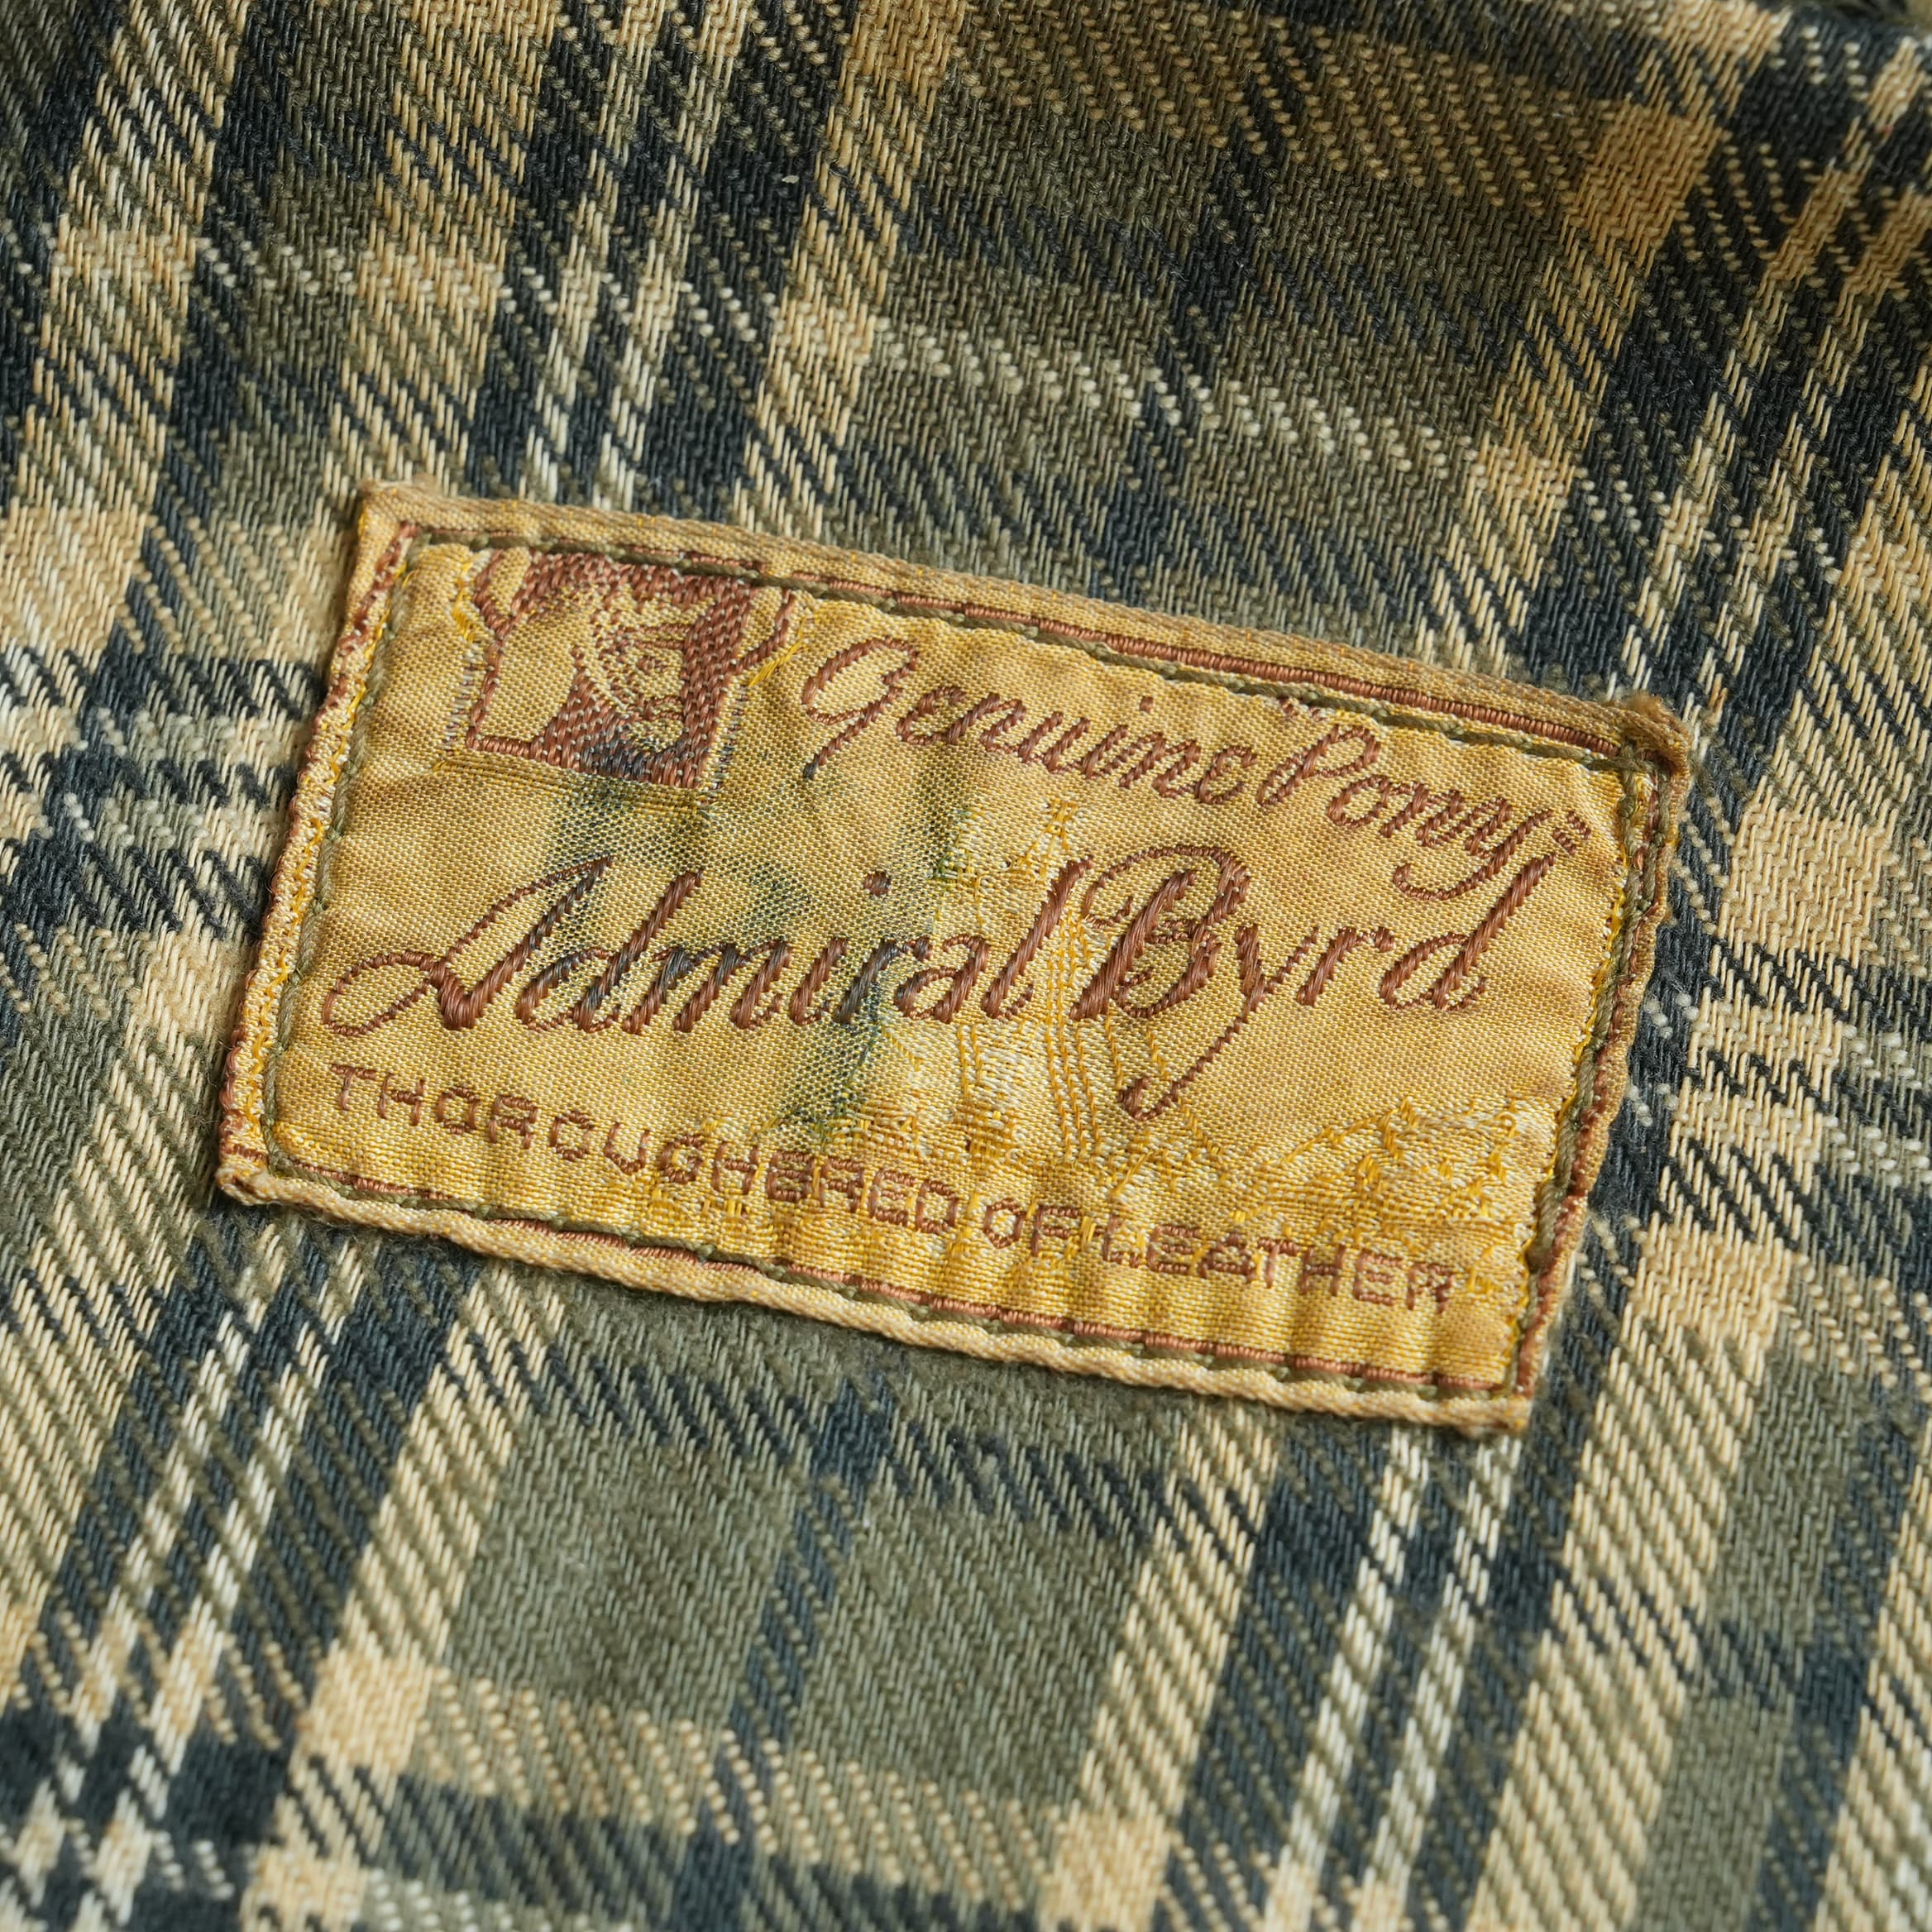 Genuine "Pony"
Admiral Byrd
"THOROUGHBRED OF LEATHER"